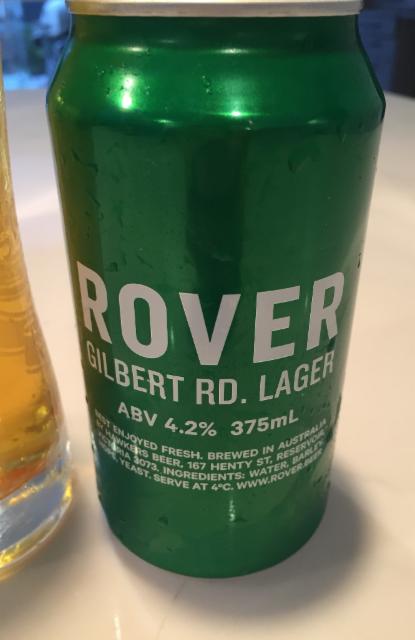 ROVER
GILBERT RD. LAGER
ABV 4.2% 375mL
BEST ENJOYED FRESH. BREWED IN AUSTRALIA
HAWKERS BEER, 167 HENTY ST, RESERVOIR,
3073. INGREDIENTS: WATER, BARLEY,
YEAST. SERVE AT 4°C. WWW.ROVER.BEER